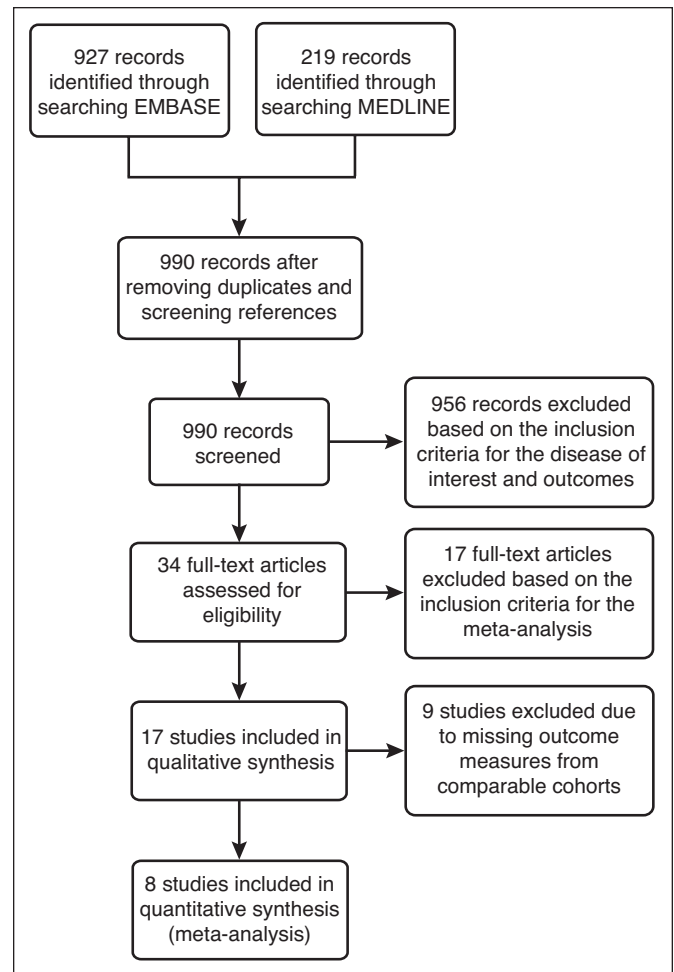 927 records
identified through
searching EMBASE
219 records
identified through
searching MEDLINE
990 records after
removing duplicates and
screening references
990 records
screened
956 records excluded
based on the inclusion
criteria for the disease of
interest and outcomes
34 full-text articles
assessed for
eligibility
17 full-text articles
excluded based on the
inclusion criteria for the
meta-analysis
17 studies included in
qualitative synthesis
9 studies excluded due
to missing outcome
measures from
comparable cohorts
8 studies included in
quantitative synthesis
(meta-analysis)